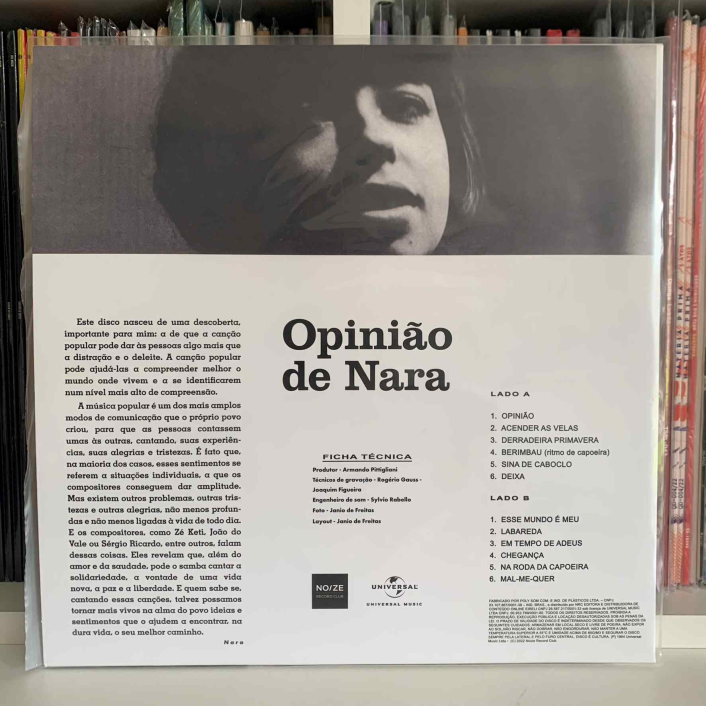 Este disco nasceu de uma descoberta,
importante para mim: a de que a canção
popular pode dar às pessoas algo mais que
a distração e o deleite. A canção popular
pode ajudá-las a compreender melhor o
mundo onde vivem e a se identificarem
num nível mais alto de compreensão.
A música popular é um dos mais amplos
modos de comunicação que o próprio povo
criou, para que as pessoas contassem
umas às outras, cantando, suas experiên-
cias, suas alegrias e tristezas. É fato que,
na maioria dos casos, esses sentimentos se
referem a situações individuais, a que os
compositores conseguem dar amplitude.
Mas existem outros problemas, outras tris-
tezas e outras alegrias, não menos profun-
das e não menos ligadas à vida de todo dia.
E os compositores, como Zé Keti, João do
Vale ou Sérgio Ricardo, entre outros, falam
dessas coisas. Eles revelam que, além do
amor e da saudade, pode o samba cantar a
solidariedade, a vontade de uma vida
nova, a paz e a liberdade. E quem sabe se,
cantando essas canções, talvez possamos
tornar mais vivos na alma do povo ideias e
sentimentos que o ajudem a encontrar, na
dura vida, o seu melhor caminho.
Nara
Opinião
de Nara
FICHA TÉCNICA
Produtor - Armando Pittigliani
Técnicos de gravação - Rogério Gauss -
Joaquim Figueira
Engenheiro de som - Sylvio Rabello
Foto - Janio de Freitas
Layout - Janio de Freitas
NO/ZE
RECORD CLUB
UNIVERSAL
UNIVERSAL MUSIC
LADO A
1. OPINIÃO
2. ACENDER AS VELAS
3. DERRADEIRA PRIMAVERA
4. BERIMBAU (ritmo de capoeira)
5. SINA DE CABOCLO
6. DEIXA
LADO B
1. ESSE MUNDO É MEU
2. LABAREDA
3. EM TEMPO DE ADEUS
4. CHEGANÇA
5. NA RODA DA CAPOEIRA
6. MAL-ME-QUER